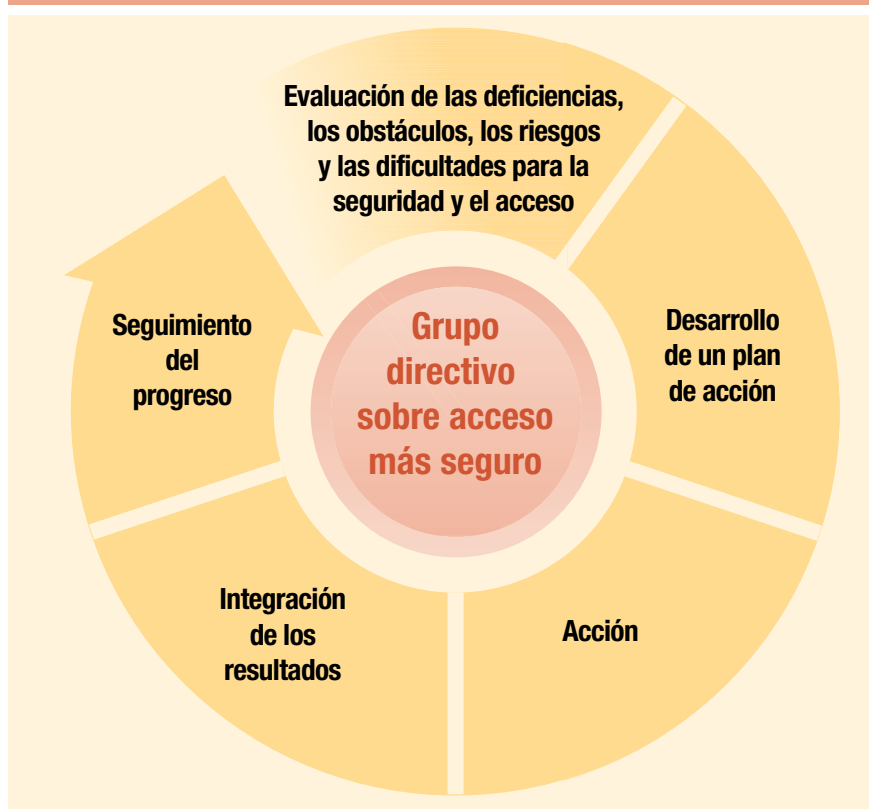 Evaluación de las deficiencias,
los obstáculos, los riesgos
y las dificultades para la
seguridad y el acceso
Desarrollo
de un plan
de acción
Acción
Integración
de los
resultados
Seguimiento
del
progreso
Grupo
directivo
sobre acceso
más seguro